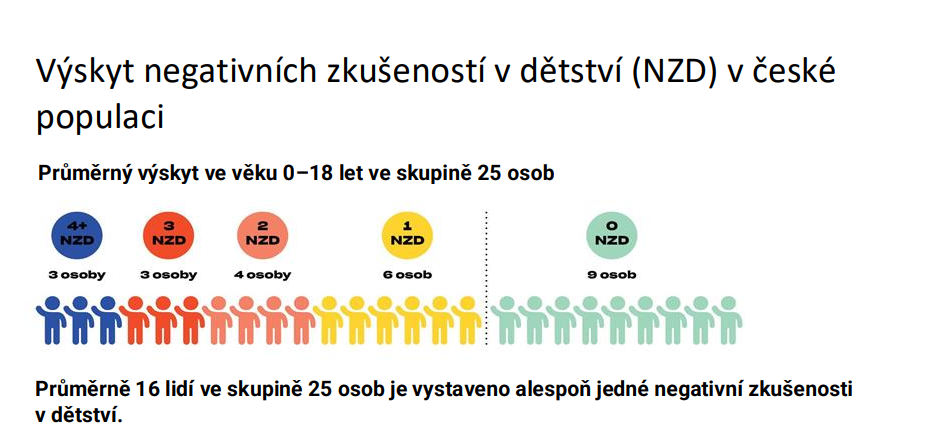 Výskyt negativních zkušeností v dětství (NZD) v české
populaci
Průměrný výskyt ve věku 0–18 let ve skupině 25 osob
4+
NZD
3 osoby
3
NZD
3 osoby
2
NZD
4 osoby
1
NZD
6 osob
0
NZD
9 osob
Průměrně 16 lidí ve skupině 25 osob je vystaveno alespoň jedné negativní zkušenosti
v dětství.